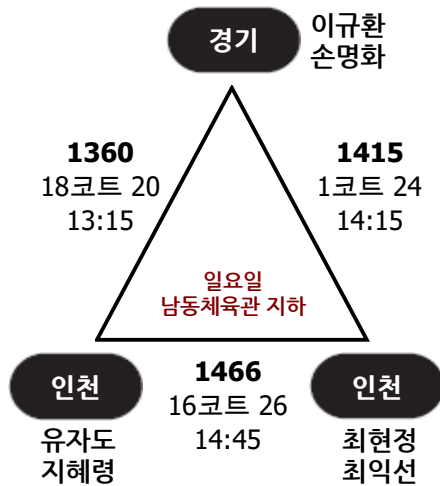 경기
이규환
손명화
1360
18코트 20
13:15
1415
1코트 24
14:15
일요일
남동체육관 지하
인천
유자도
지혜령
1466
16코트 26
14:45
인천
최현정
최익선